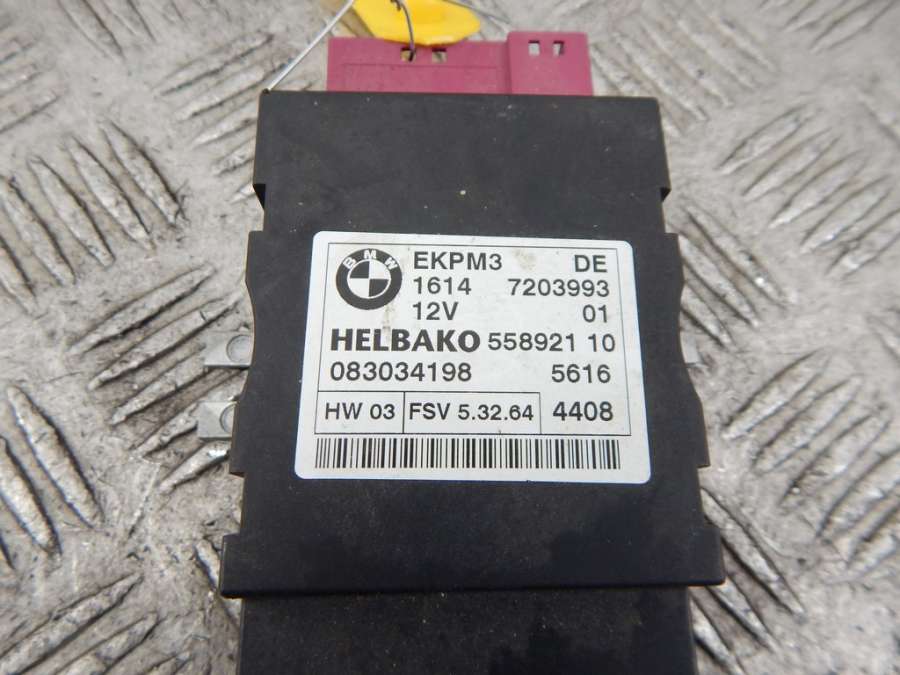 BMW
EKPM3 DE
1614 7203993
12V 01
HELBAKO 558921 10
083034198 5616
HW 03 FSV 5.32.64 4408